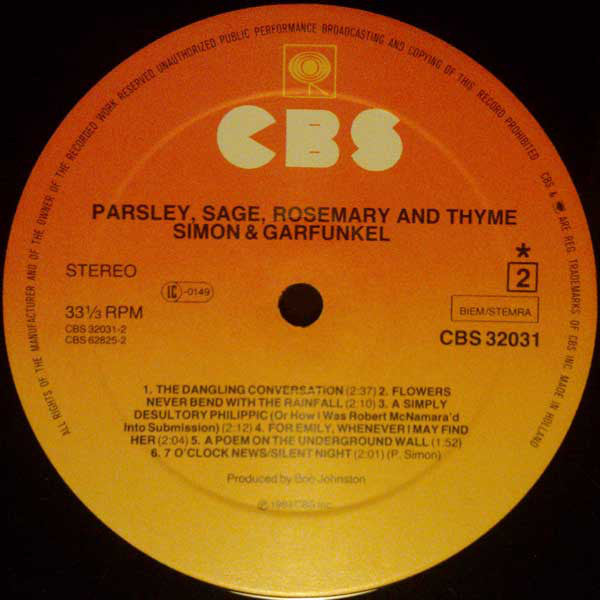 ALL RIGHTS OF THE MANUFACTURER AND OF THE OWNER OF THE RECORDED WORK RESERVED UNAUTHORIZED PUBLIC PERFORMANCE BROADCASTING AND COPYING OF THIS RECORD PROHIBITED
CBS & ARE REG. TRADEMARKS OF CBS INC. MADE IN HOLLAND
CBS
PARSLEY, SAGE, ROSEMARY AND THYME
SIMON & GARFUNKEL
STEREO
IC -0149
* 2
33⅓ RPM
BIEM/STEMRA
CBS 32031-2
CBS 62825-2
CBS 32031
1. THE DANGLING CONVERSATION (2:37) 2. FLOWERS
NEVER BEND WITH THE RAINFALL (2:10) 3. A SIMPLY
DESULTORY PHILIPPIC (Or How I Was Robert McNamara'd
Into Submission) (2:12) 4. FOR EMILY, WHENEVER I MAY FIND
HER (2:04) 5. A POEM ON THE UNDERGROUND WALL (1.52)
6. 7 O'CLOCK NEWS/SILENT NIGHT (2:01) (P. Simon)
Produced by Bob Johnston
CBS Inc.